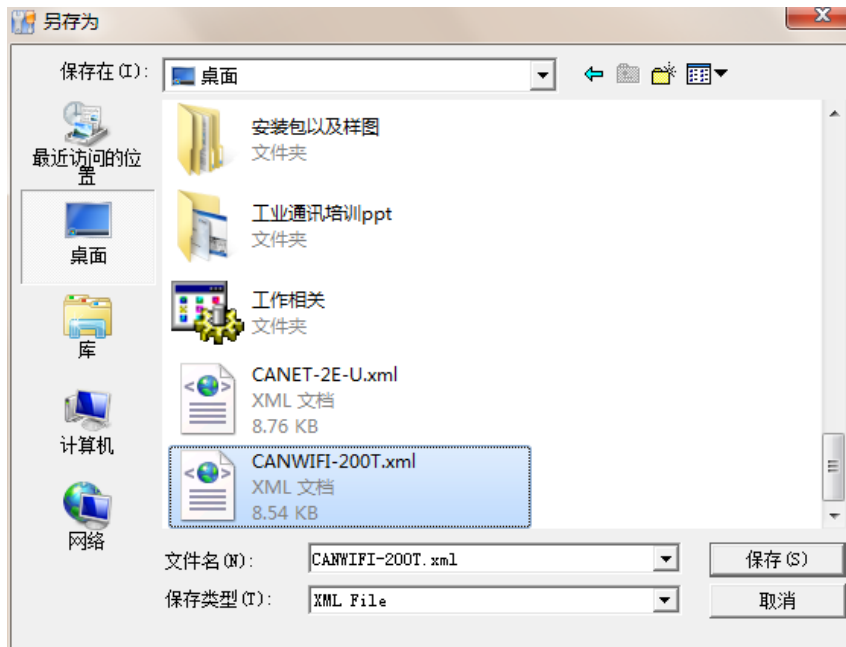 另存为
保存在(I):
桌面
最近访问的位
置
桌面
库
计算机
网络
安装包以及样图
文件夹
工业通讯培训ppt
文件夹
工作相关
文件夹
CANET-2E-U.xml
XML 文档
8.76 KB
CANWIFI-200T.xml
XML 文档
8.54 KB
文件名(N):
CANWIFI-200T.xml
保存(S)
保存类型(T):
XML File
取消